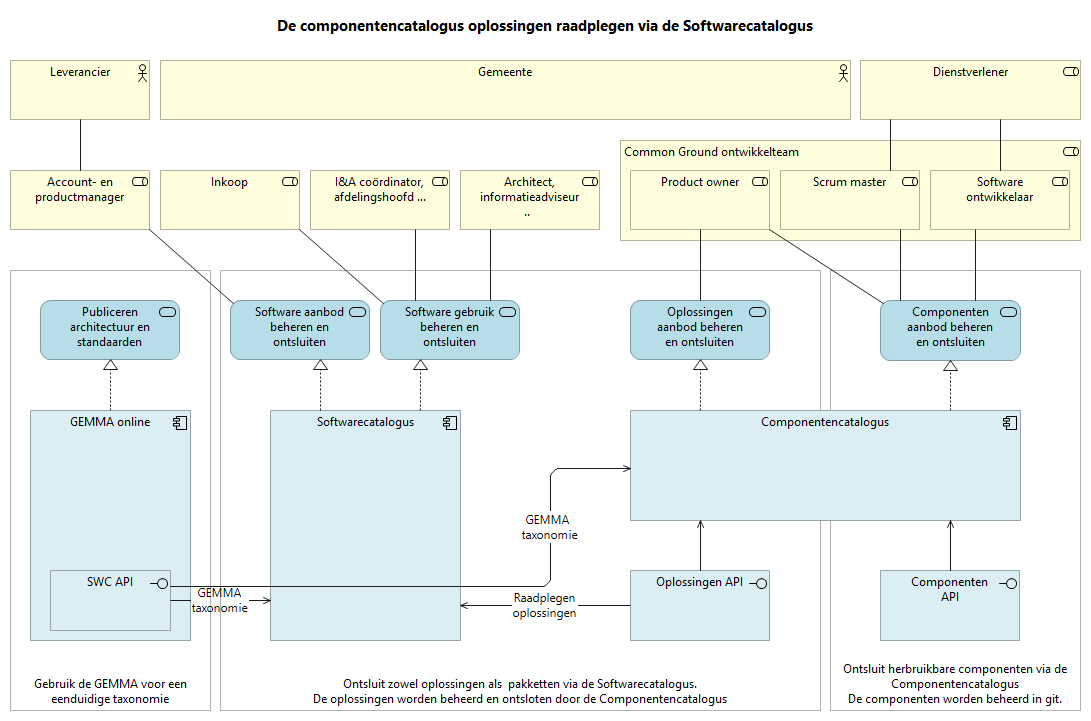 De componentencatalogus oplossingen raadplegen via de Softwarecatalogus
Leverancier
Gemeente
Dienstverlener
Common Ground ontwikkelteam
Account- en
productmanager
Inkoop
I&A coördinator,
afdelingshoofd ...
Architect,
informatieadviseur
..
Product owner
Scrum master
Software
ontwikkelaar
Publiceren
architectuur en
standaarden
Software aanbod
beheren en
ontsluiten
Software gebruik
beheren en
ontsluiten
Oplossingen
aanbod beheren
en ontsluiten
Componenten
aanbod beheren
en ontsluiten
GEMMA online
Softwarecatalogus
Componentencatalogus
GEMMA
taxonomie
SWC API
GEMMA
taxonomie
Raadplegen
oplossingen
Oplossingen API
Componenten
API
Gebruik de GEMMA voor een
eenduidige taxonomie
Ontsluit zowel oplossingen als  pakketten via de Softwarecatalogus.
De oplossingen worden beheerd en ontsloten door de Componentencatalogus
Ontsluit herbruikbare componenten via de
Componentencatalogus
De componenten worden beheerd in git.